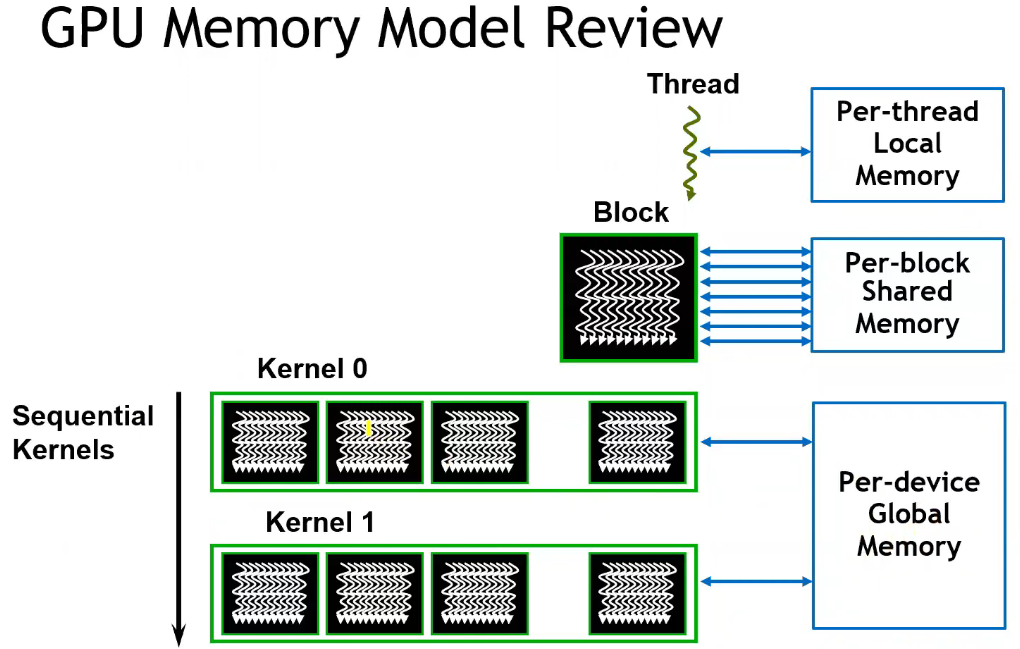 GPU Memory Model Review
Thread
Per-thread
Local
Memory
Block
Per-block
Shared
Memory
Kernel 0
Sequential
Kernels
Per-device
Global
Memory
Kernel 1